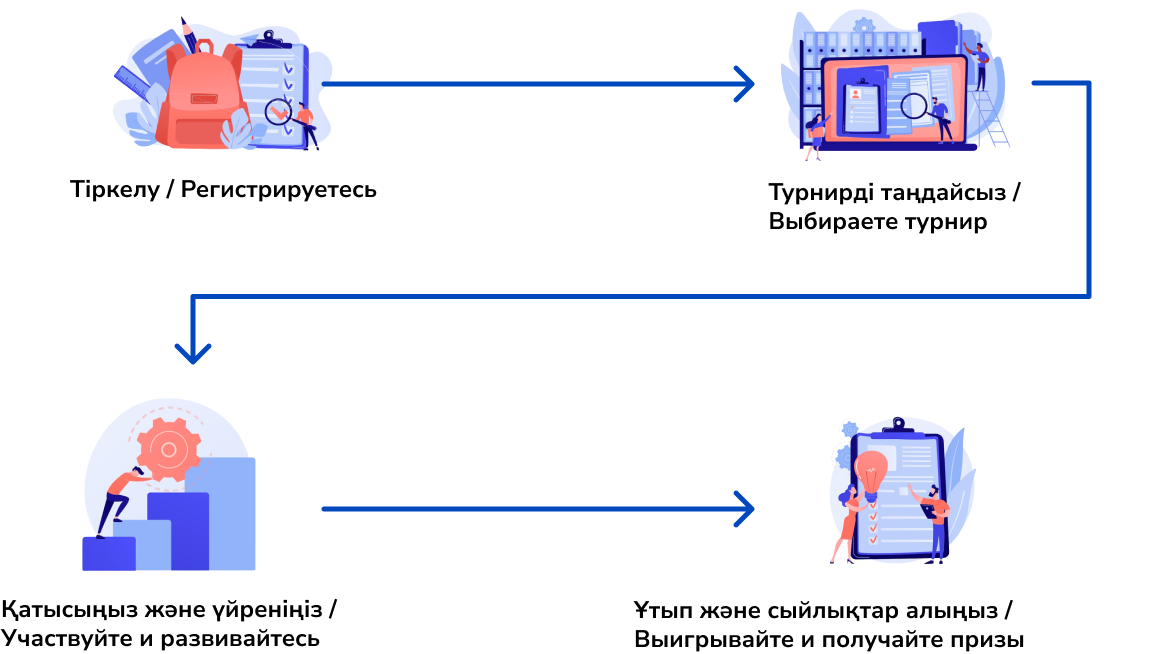 Тіркелу / Регистрируетесь
Турнирді таңдайсыз /
Выбираете турнир
Қатысыңыз және үйреніңіз /
Участвуйте и развивайтесь
Ұтып және сыйлықтар алыңыз /
Выигрывайте и получайте призы